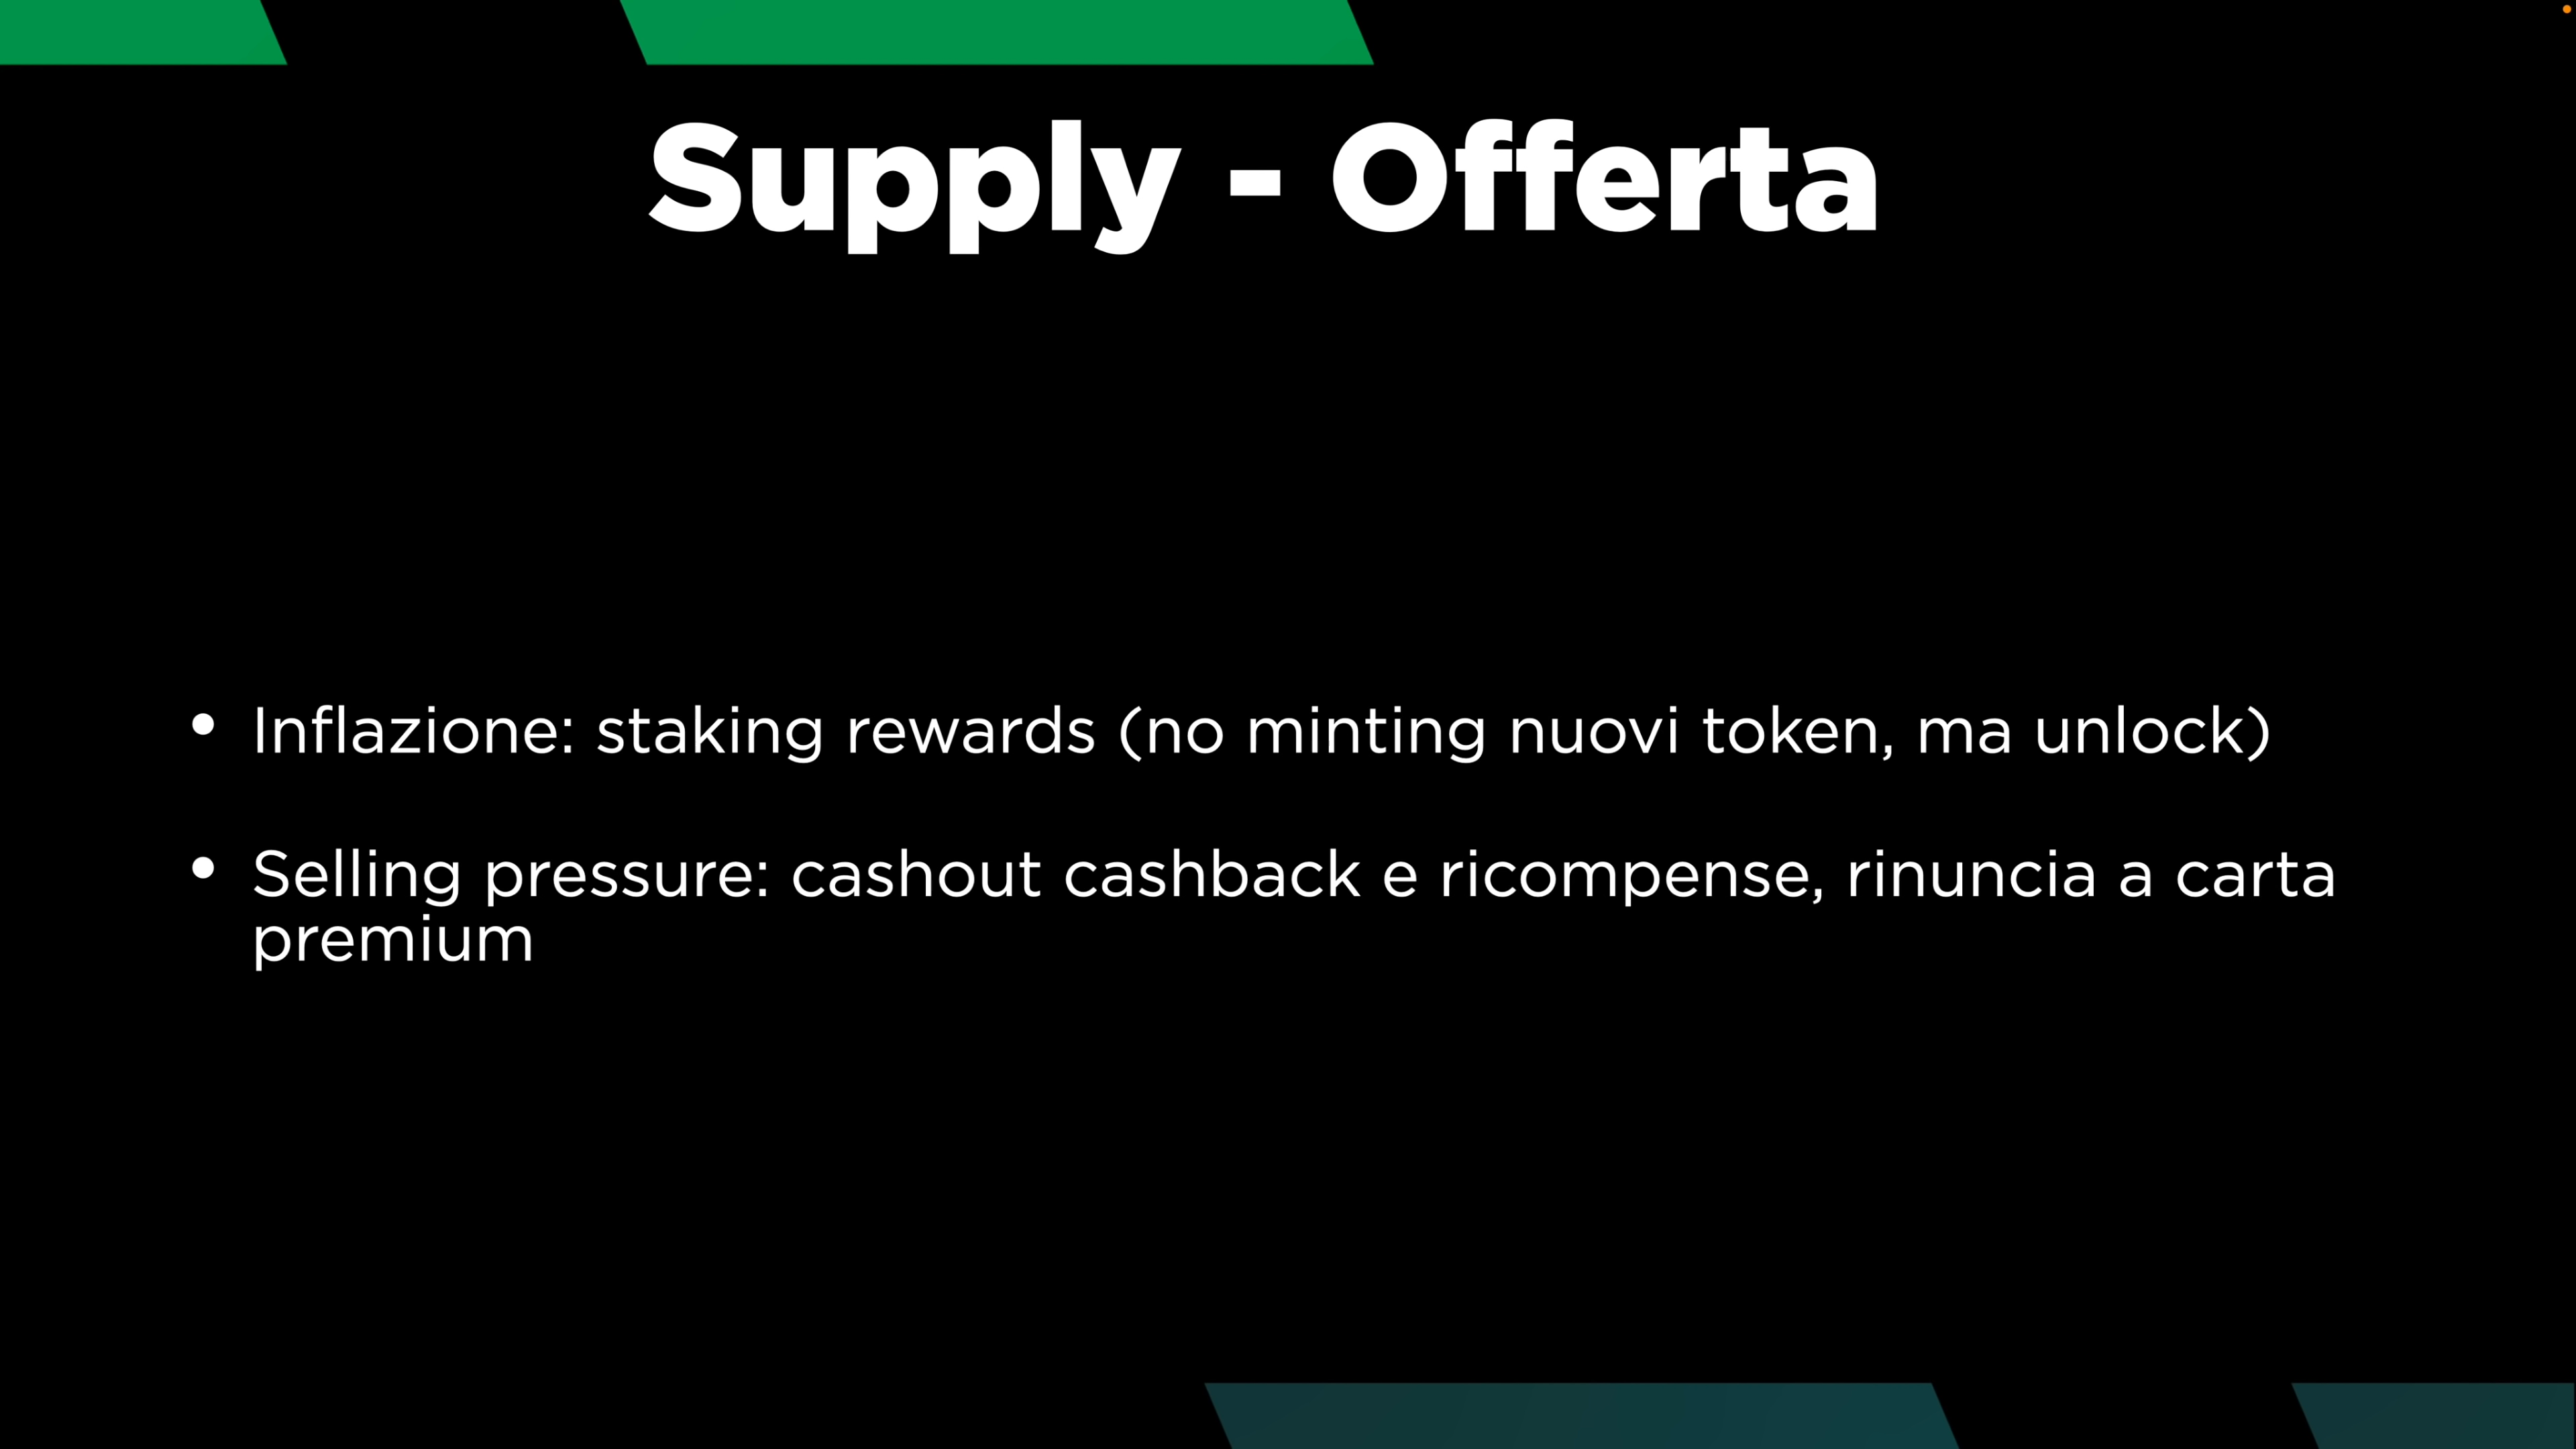 Supply - Offerta
• Inflazione: staking rewards (no minting nuovi token, ma unlock)
• Selling pressure: cashout cashback e ricompense, rinuncia a carta
premium